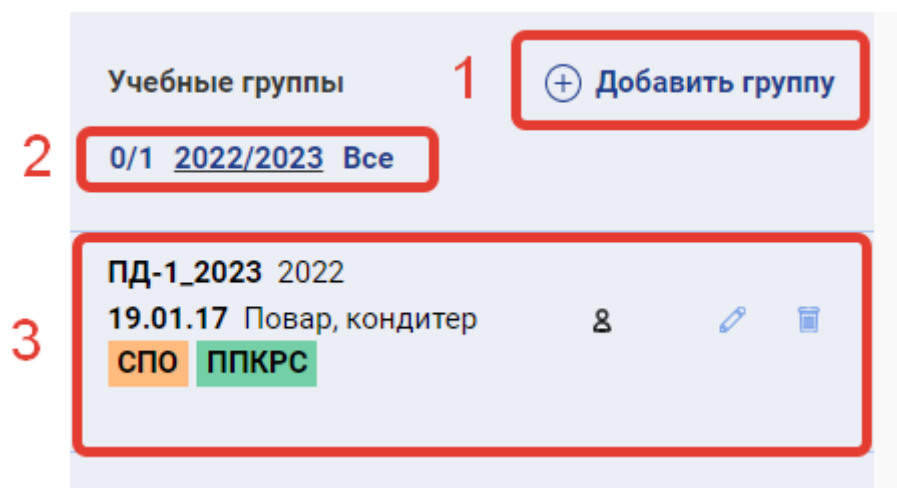 Учебные группы 1 Добавить группу
2 0/1 2022/2023 Все
ПД-1_2023 2022
19.01.17 Повар, кондитер
3
СПО ППКРС